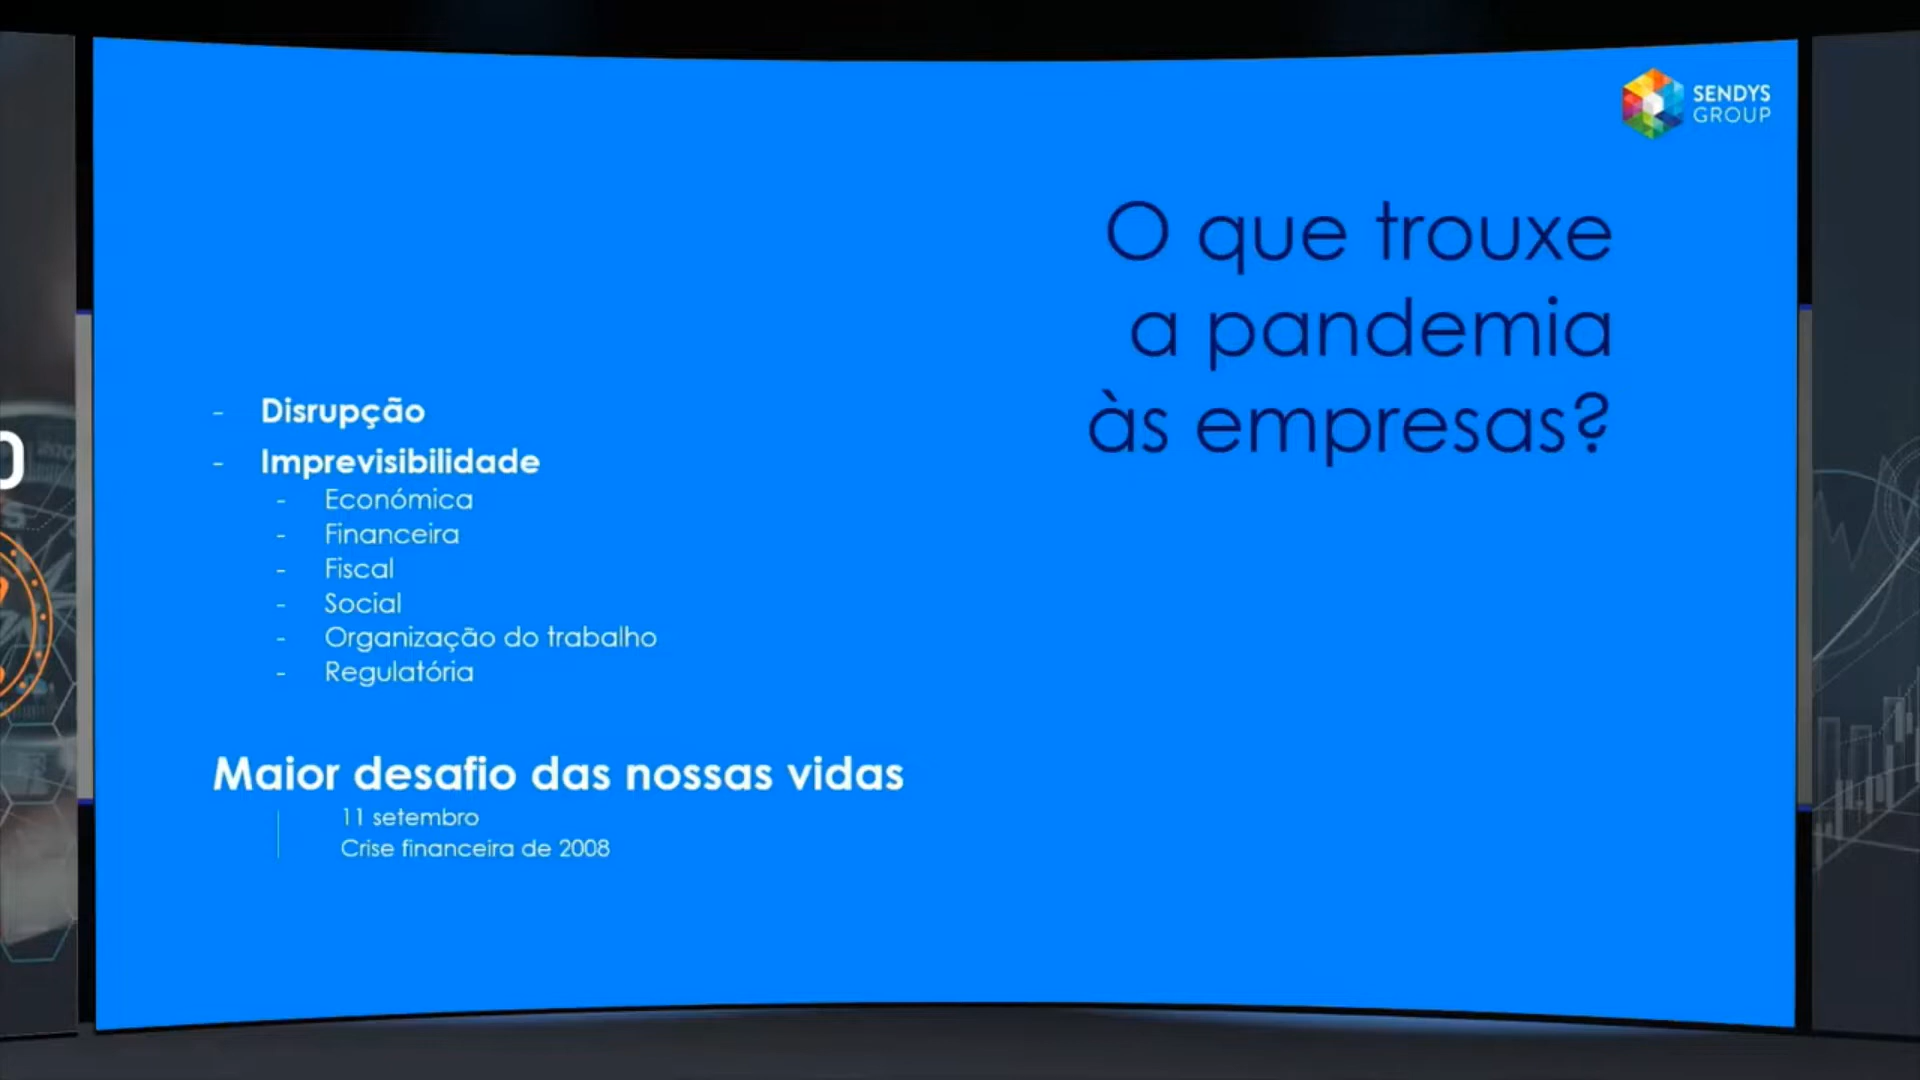 SENDYS
GROUP
O que trouxe
a pandemia
às empresas?
- Disrupção
- Imprevisibilidade
- Económica
- Financeira
- Fiscal
- Social
- Organização do trabalho
- Regulatória
Maior desafio das nossas vidas
11 setembro
Crise financeira de 2008